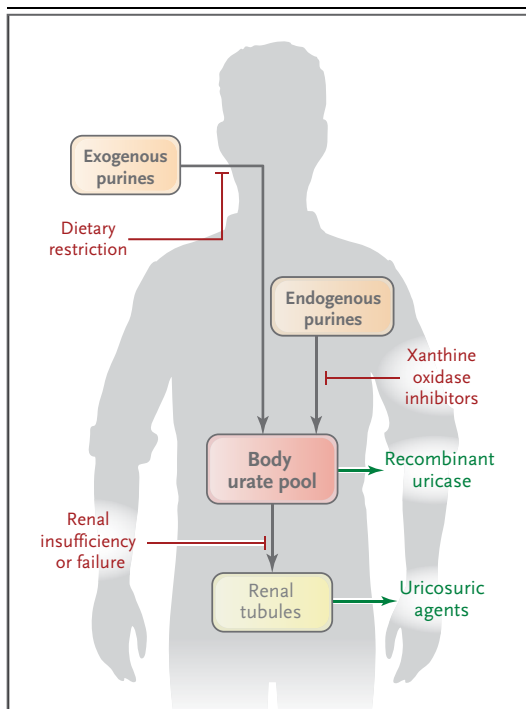 Exogenous
purines
Dietary
restriction
Endogenous
purines
Xanthine
oxidase
inhibitors
Body
urate pool
Recombinant
uricase
Renal
insufficiency
or failure
Renal
tubules
Uricosuric
agents